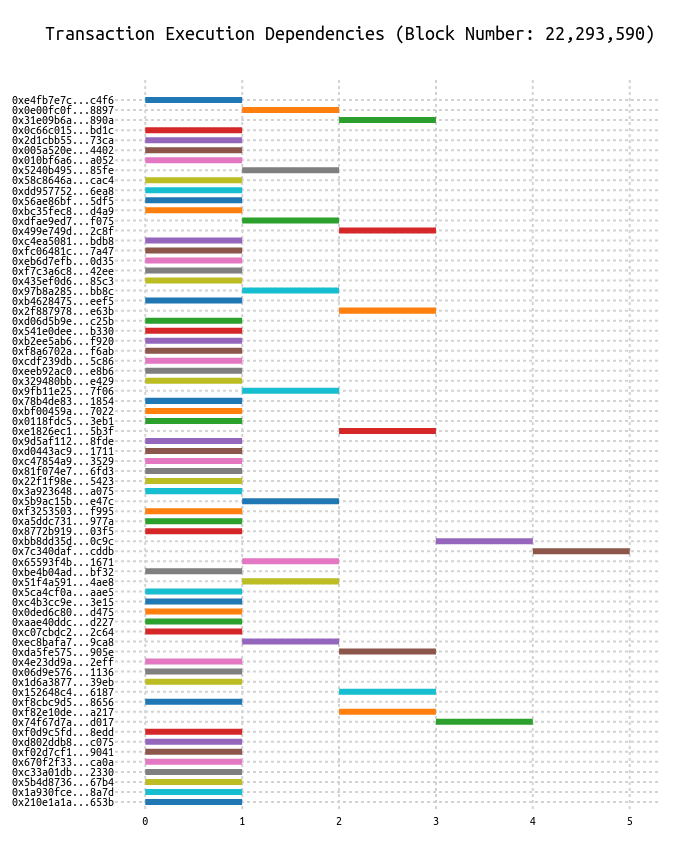 Transaction Execution Dependencies (Block Number: 22,293,590)
0xe4fb7e7c...c4f6
0x0e00fc0f...8897
0x31e09b6a...890a
0x0c66c015...bd1c
0x2d1cbb55...73ca
0x005a520e...4402
0x010bf6a6...a052
0x5240b495...85fe
0x58c8646a...cac4
0xdd957752...6ea8
0x56ae86bf...5df5
0xbc35fec8...d4a9
0xdfae9ed7...f075
0x499e749d...2c8f
0xc4ea5081...bdb8
0xfc06481c...7a47
0xeb6d7efb...0d35
0xf7c3a6c8...42ee
0x435ef0d6...85c3
0x97b8a285...bb8c
0xb4628475...eef5
0x2f887978...e63b
0xd06d5b9e...c25b
0x541e0dee...b330
0xb2ee5ab6...f920
0xf8a6702a...f6ab
0xcdf239db...5c86
0xeeb92ac0...e8b6
0x329480bb...e429
0x9fb11e25...7f06
0x78b4de83...1854
0xbf00459a...7022
0x0118fdc5...3eb1
0xe1826ec1...5b3f
0x9d5af112...8fde
0xd0443ac9...1711
0xc47854a9...3529
0x81f074e7...6fd3
0x22f1f98e...5423
0x3a923648...a075
0x5b9ac15b...e47c
0xf3253503...f995
0xa5ddc731...977a
0x8772b919...03f5
0xbb8dd35d...0c9c
0x7c340daf...cddb
0x65593f4b...1671
0xbe4b04ad...bf32
0x51f4a591...4ae8
0x5ca4cf0a...aae5
0xc4b3cc9e...3e15
0x0ded6c80...d475
0xaae40ddc...d227
0xc07cbdc2...2c64
0xec8bafa7...9ca8
0xda5fe575...905e
0x4e23dd9a...2eff
0x06d9e576...1136
0x1d6a3877...39eb
0x152648c4...6187
0xf8cbc9d5...8656
0xf82e10de...a217
0x74f67d7a...d017
0xf0d9c5fd...8edd
0xd802ddb8...c075
0xf02d7cf1...9041
0x670f2f33...ca0a
0xc33a01db...2330
0x5b4d8736...67b4
0x1a930fce...8a7d
0x210e1a1a...653b
0 1 2 3 4 5